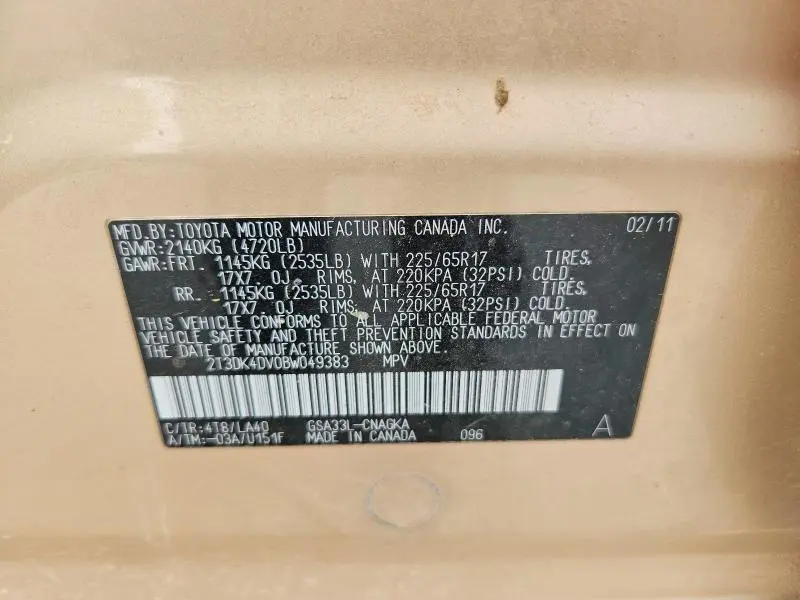 MFD.BY:TOYOTA MOTOR MANUFACTURING CANADA INC. 02/11
GVWR:2140KG (4720LB)
GAWR:FRT. 1145KG (2535LB) WITH 225/65R17 TIRES,
17X7.0J RIMS, AT 220KPA (32PSI) COLD.
RR. 1145KG (2535LB) WITH 225/65R17 TIRES,
17X7.0J RIMS, AT 220KPA (32PSI) COLD.
THIS VEHICLE CONFORMS TO ALL APPLICABLE FEDERAL MOTOR
VEHICLE SAFETY AND THEFT PREVENTION STANDARDS IN EFFECT ON
THE DATE OF MANUFACTURE SHOWN ABOVE.
2T3DK4DV0BW049383 MPV
C/TR:4T8/LA40 GSA33L-CNAGKA
A/TM:-03A/U151F MADE IN CANADA 096 A